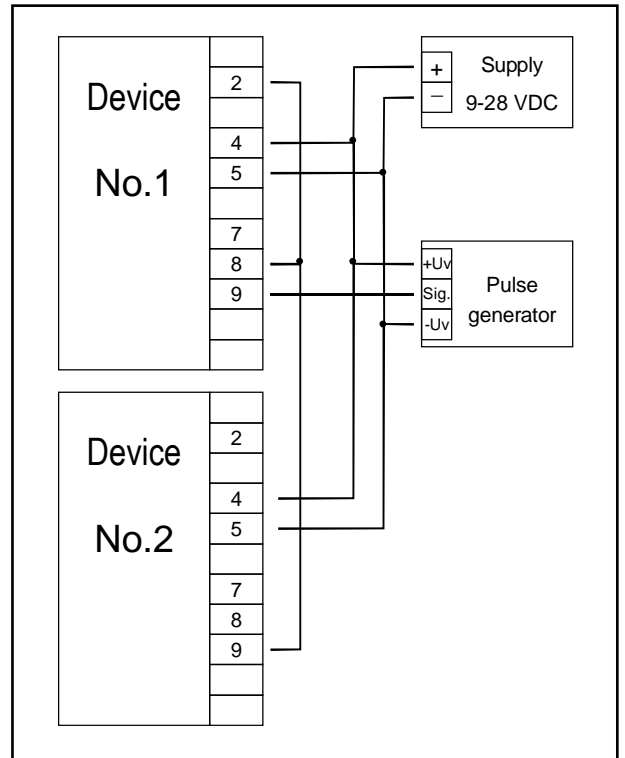 Device
No.1
2
4
5
7
8
9
+
−
Supply
9-28 VDC
+Uv
Sig.
-Uv
Pulse
generator
Device
No.2
2
4
5
7
8
9